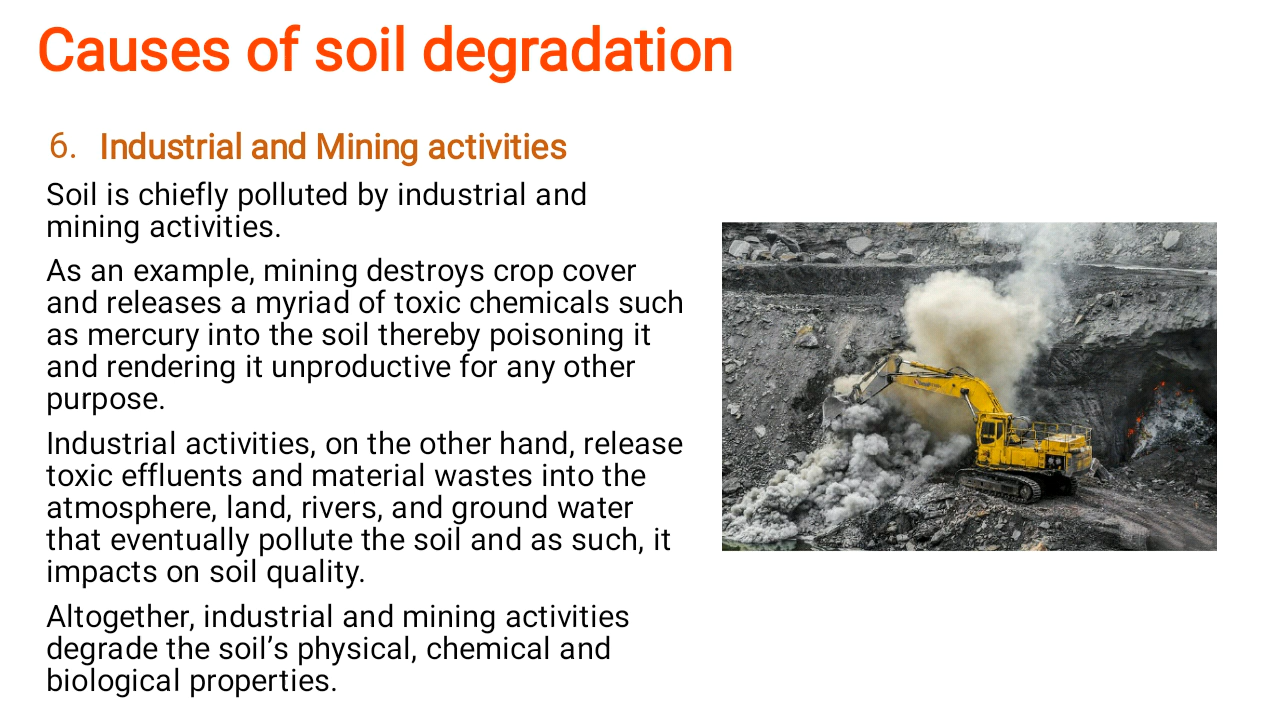 Causes of soil degradation
6. Industrial and Mining activities
Soil is chiefly polluted by industrial and
mining activities.
As an example, mining destroys crop cover
and releases a myriad of toxic chemicals such
as mercury into the soil thereby poisoning it
and rendering it unproductive for any other
purpose.
Industrial activities, on the other hand, release
toxic effluents and material wastes into the
atmosphere, land, rivers, and ground water
that eventually pollute the soil and as such, it
impacts on soil quality.
Altogether, industrial and mining activities
degrade the soil’s physical, chemical and
biological properties.